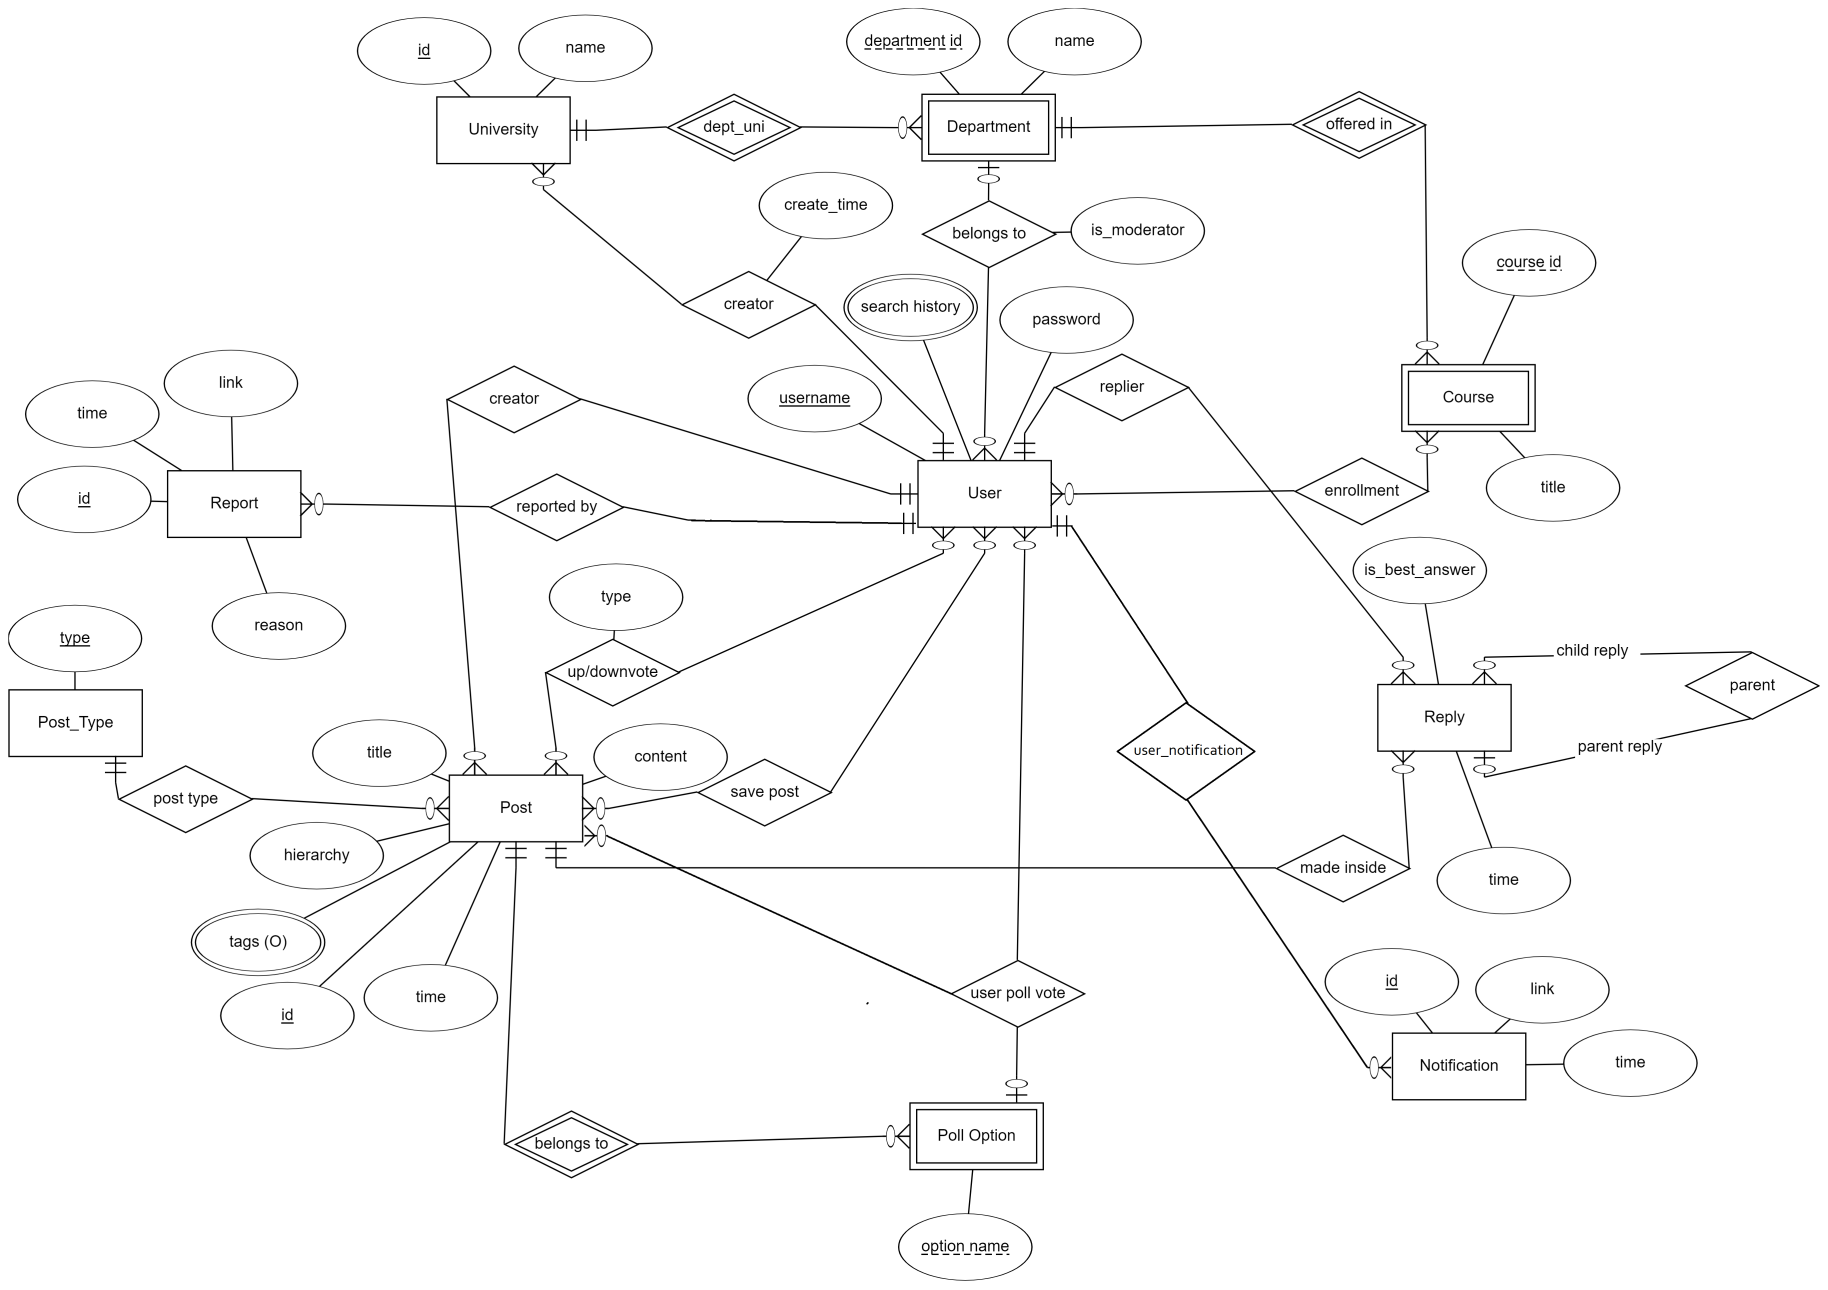 id
name
department id
name
University
dept_uni
Department
offered in
create_time
belongs to
is_moderator
course id
creator
search history
password
link
time
creator
username
replier
Course
id
Report
reported by
User
enrollment
title
reason
type
is_best_answer
type
up/downvote
child reply
parent
Post_Type
Reply
title
content
user_notification
parent reply
post type
Post
save post
hierarchy
made inside
time
tags (O)
id
time
user poll vote
id
link
Notification
time
belongs to
Poll Option
option name